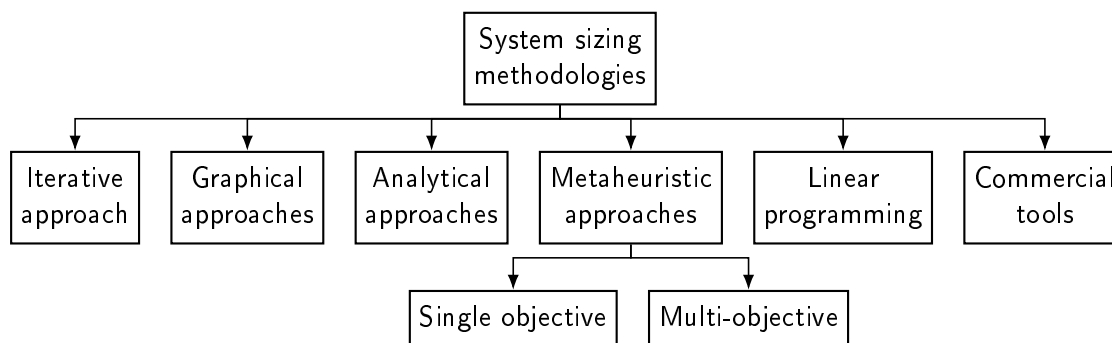 System sizing
methodologies
Iterative
approach
Graphical
approaches
Analytical
approaches
Metaheuristic
approaches
Linear
programming
Commercial
tools
Single objective
Multi-objective